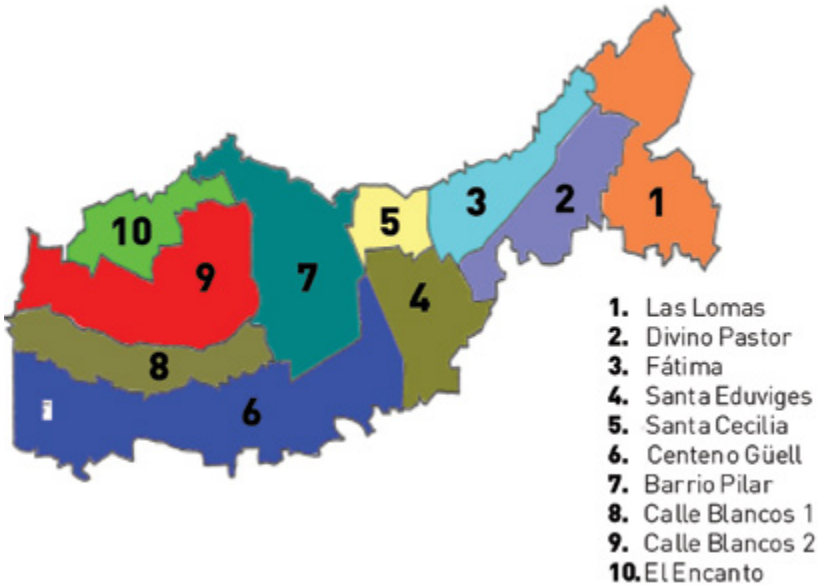 1
2
3
5
10
7
9
4
8
6
1. Las Lomas
2. Divino Pastor
3. Fátima
4. Santa Eduviges
5. Santa Cecilia
6. Centeno Güell
7. Barrio Pilar
8. Calle Blancos 1
9. Calle Blancos 2
10. El Encanto